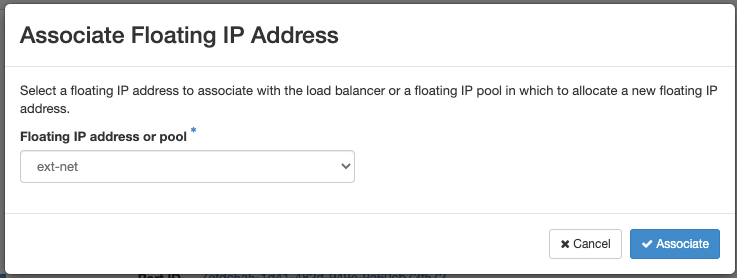 Associate Floating IP Address
Select a floating IP address to associate with the load balancer or a floating IP pool in which to allocate a new floating IP
address.
Floating IP address or pool *
ext-net
Cancel
Associate